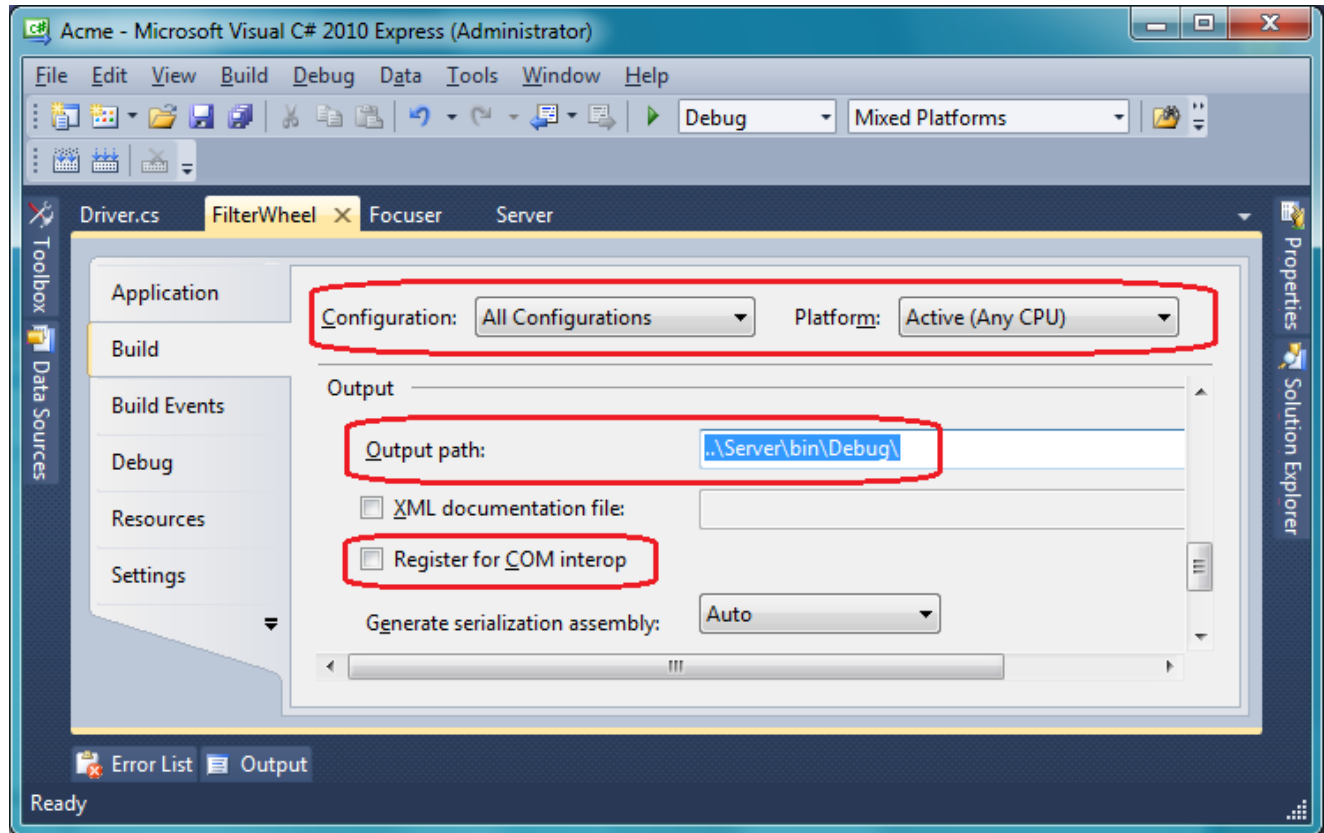 Acme - Microsoft Visual C# 2010 Express (Administrator)
File Edit View Build Debug Data Tools Window Help
Debug Mixed Platforms
Driver.cs FilterWheel Focuser Server
Toolbox
Data Sources
Properties
Solution Explorer
Application
Build
Build Events
Debug
Resources
Settings
Configuration: All Configurations Platform: Active (Any CPU)
Output
Output path: ..\Server\bin\Debug\
XML documentation file:
Register for COM interop
Generate serialization assembly: Auto
Error List Output
Ready